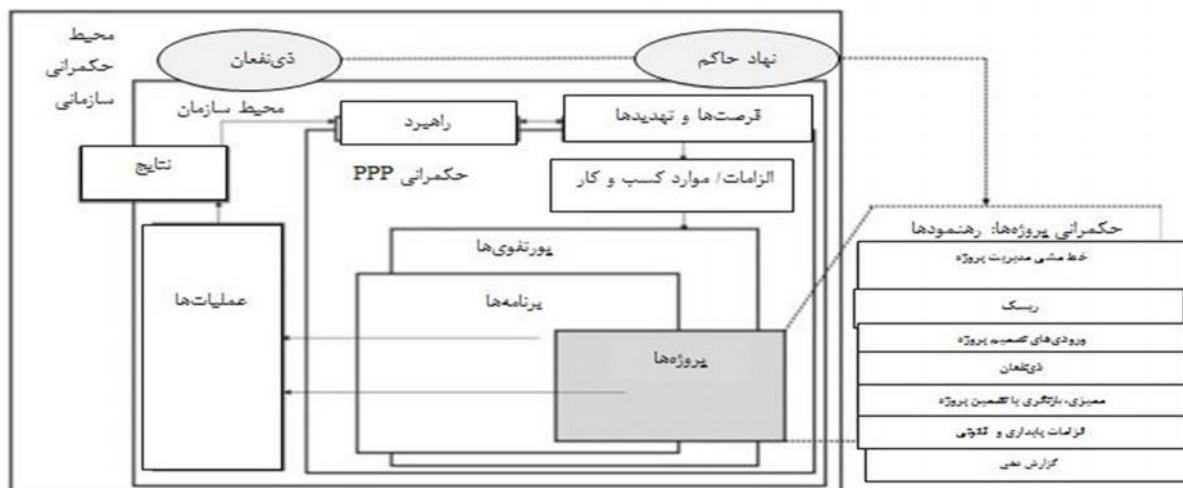 محیط
حکمرانی
سازمانی
ذی‌نفعان
نهاد حاکم
محیط سازمان
راهبرد
فرصت‌ها و تهدیدها
نتایج
حکمرانی PPP
الزامات/ موارد کسب و کار
پورتفوی‌ها
برنامه‌ها
عملیات‌ها
پروژه‌ها
حکمرانی پروژه‌ها: رهنمودها
خط مشی مدیریت پروژه
ریسک
ورودی‌های تصمیم پروژه
ذی‌نفعان
ممیزی، بازنگری یا تضمین پروژه
الزامات پایداری و قانونی
گزارش دهی